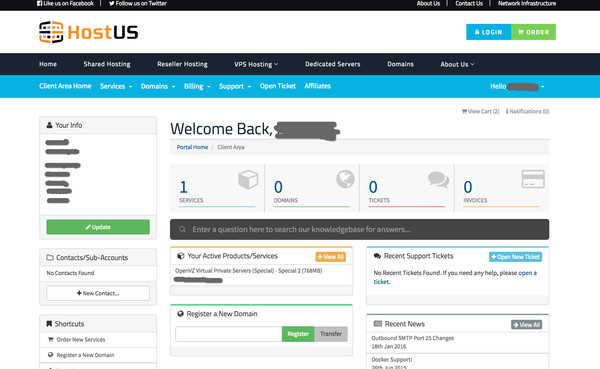 Like us on Facebook | Follow us on Twitter
About Us | Contact Us | Network Infrastructure
HostUS
LOGIN ORDER
Home Shared Hosting Reseller Hosting VPS Hosting Dedicated Servers Domains About Us
Client Area Home Services Domains Billing Support Open Ticket Affiliates Hello
View Cart (2) Notifications (0)
Your Info
Update
Contacts/Sub-Accounts
No Contacts Found
New Contact...
Shortcuts
Order New Services
Register a New Domain
Welcome Back,
Portal Home / Client Area
1 SERVICES
0 DOMAINS
0 TICKETS
0 INVOICES
Enter a question here to search our knowledgebase for answers...
Your Active Products/Services
View All
OpenVZ Virtual Private Servers (Special) - Special 2 (768MB)
Register a New Domain
Register Transfer
Recent Support Tickets
Open New Ticket
No Recent Tickets Found. If you need any help, please open a
ticket.
Recent News
View All
Outbound SMTP Port 25 Changes
18th Jan 2016
Docker Support!
26th Jun 2015